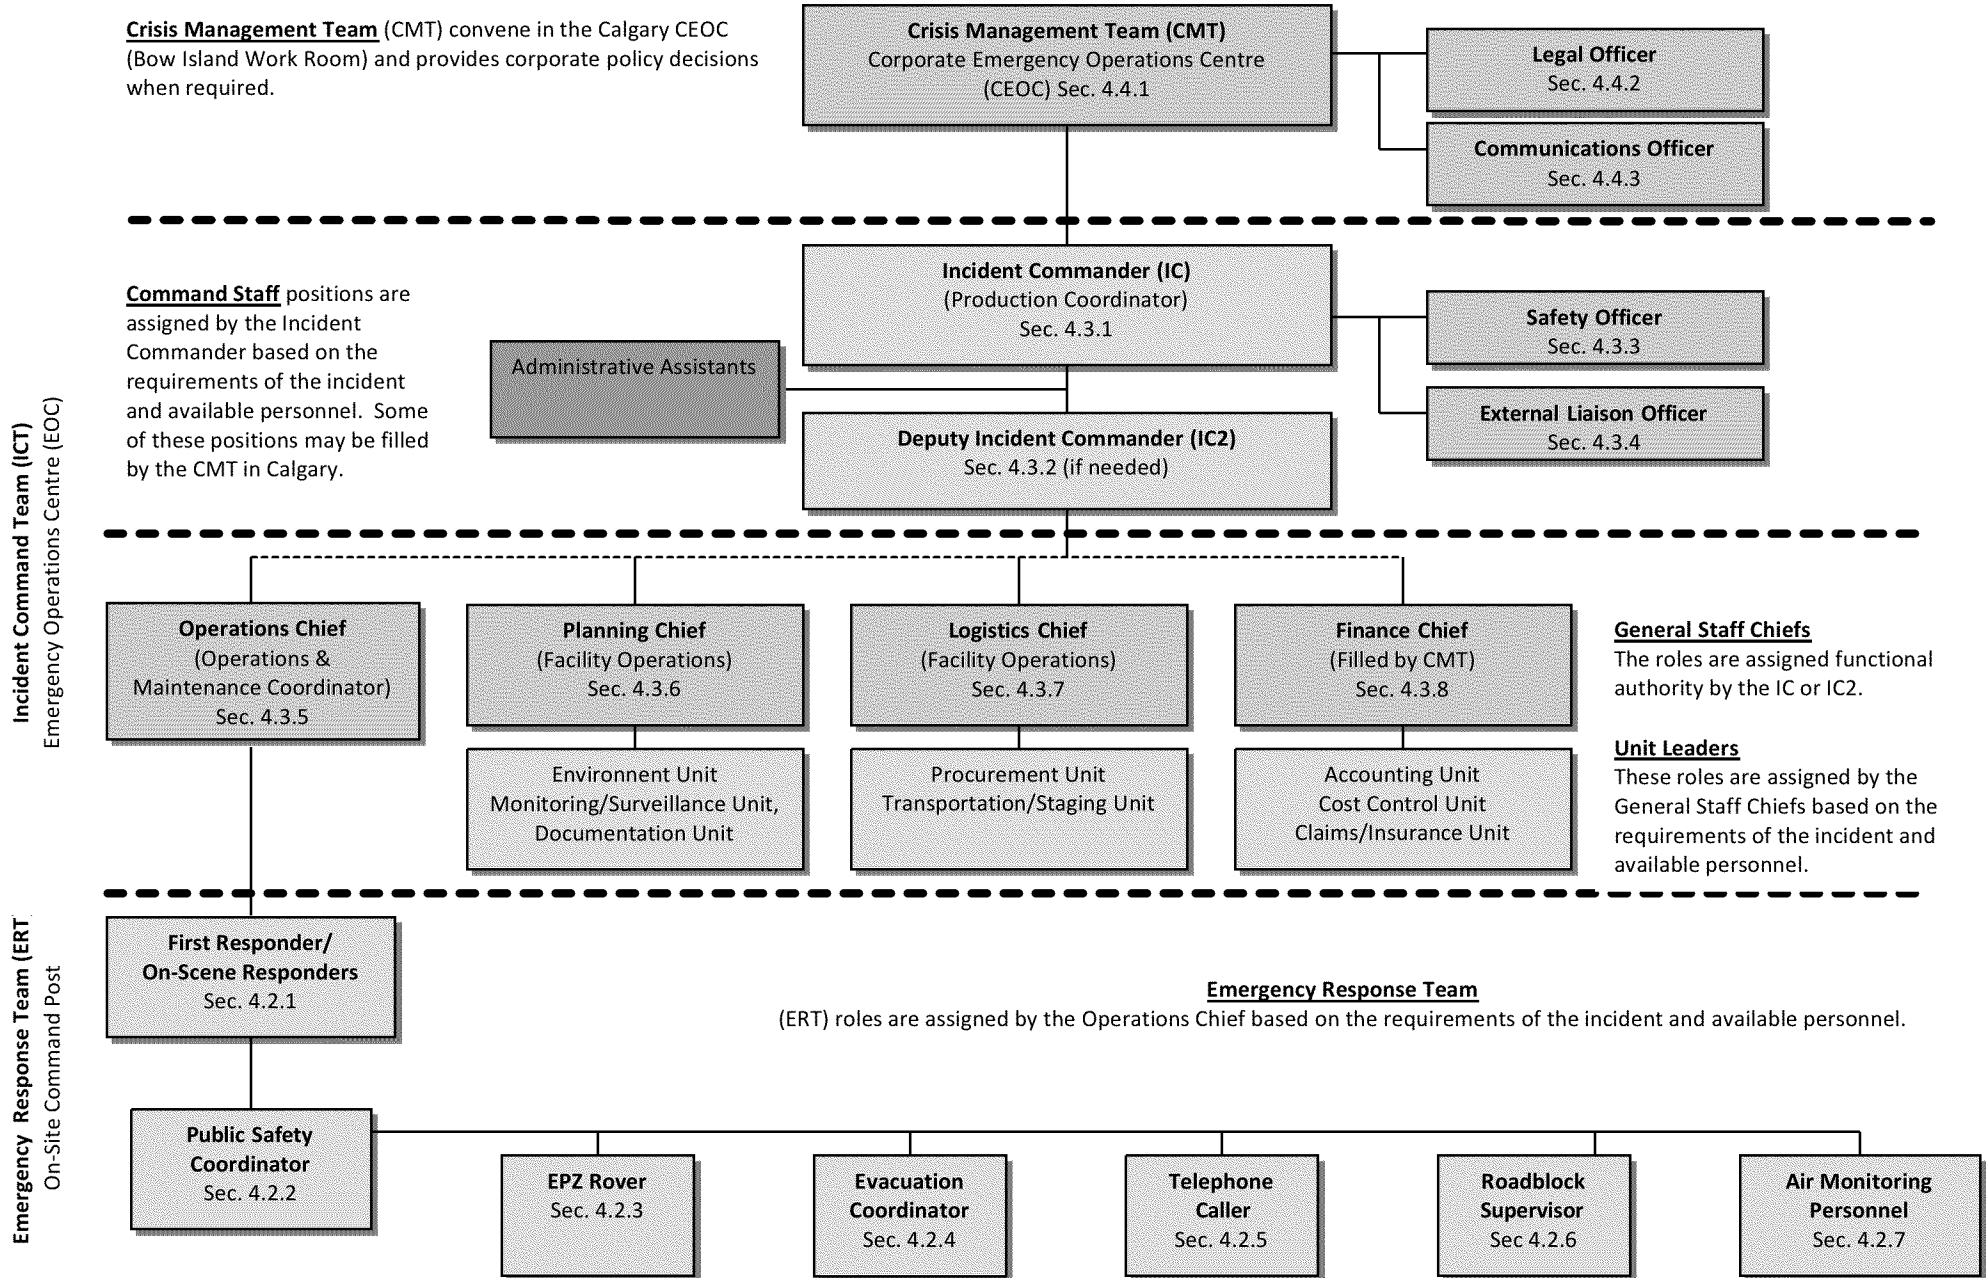 Crisis Management Team (CMT) convene in the Calgary CEOC
(Bow Island Work Room) and provides corporate policy decisions
when required.
Crisis Management Team (CMT)
Corporate Emergency Operations Centre
(CEOC) Sec. 4.4.1
Legal Officer
Sec. 4.4.2
Communications Officer
Sec. 4.4.3
Incident Command Team (ICT)
Emergency Operations Centre (EOC)
Command Staff positions are
assigned by the Incident
Commander based on the
requirements of the incident
and available personnel.  Some
of these positions may be filled
by the CMT in Calgary.
Incident Commander (IC)
(Production Coordinator)
Sec. 4.3.1
Administrative Assistants
Safety Officer
Sec. 4.3.3
External Liaison Officer
Sec. 4.3.4
Deputy Incident Commander (IC2)
Sec. 4.3.2 (if needed)
Operations Chief
(Operations &
Maintenance Coordinator)
Sec. 4.3.5
Planning Chief
(Facility Operations)
Sec. 4.3.6
Logistics Chief
(Facility Operations)
Sec. 4.3.7
Finance Chief
(Filled by CMT)
Sec. 4.3.8
General Staff Chiefs
The roles are assigned functional
authority by the IC or IC2.
Environnent Unit
Monitoring/Surveillance Unit,
Documentation Unit
Procurement Unit
Transportation/Staging Unit
Accounting Unit
Cost Control Unit
Claims/Insurance Unit
Unit Leaders
These roles are assigned by the
General Staff Chiefs based on the
requirements of the incident and
available personnel.
Emergency  Response Team (ERT
On-Site Command Post
First Responder/
On-Scene Responders
Sec. 4.2.1
Emergency Response Team
(ERT) roles are assigned by the Operations Chief based on the requirements of the incident and available personnel.
Public Safety
Coordinator
Sec. 4.2.2
EPZ Rover
Sec. 4.2.3
Evacuation
Coordinator
Sec. 4.2.4
Telephone
Caller
Sec. 4.2.5
Roadblock
Supervisor
Sec 4.2.6
Air Monitoring
Personnel
Sec. 4.2.7